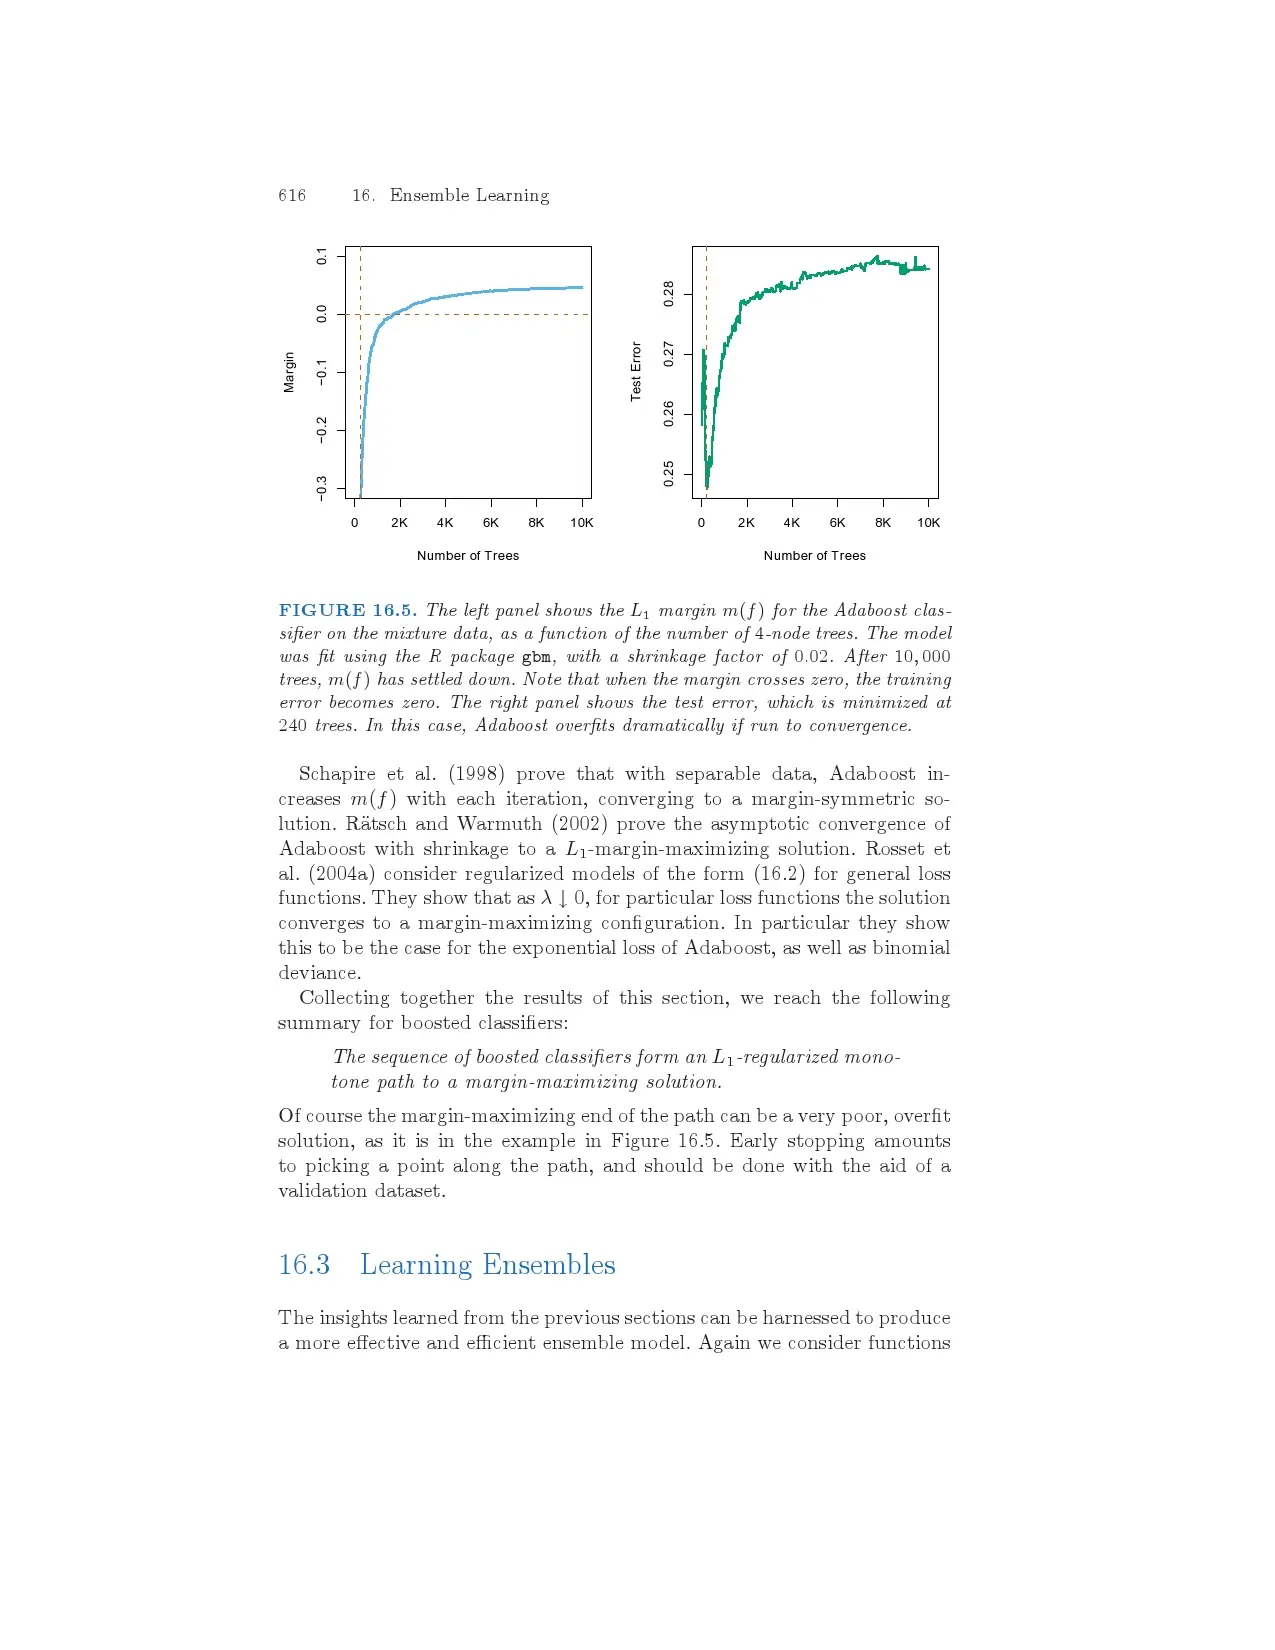 616 16. Ensemble Learning
0.1
0.0
−0.1
−0.2
−0.3
Margin
0 2K 4K 6K 8K 10K
Number of Trees
0.28
0.27
0.26
0.25
Test Error
0 2K 4K 6K 8K 10K
Number of Trees
FIGURE 16.5. The left panel shows the L1 margin m(f) for the Adaboost clas-
sifier on the mixture data, as a function of the number of 4-node trees. The model
was fit using the R package gbm, with a shrinkage factor of 0.02. After 10,000
trees, m(f) has settled down. Note that when the margin crosses zero, the training
error becomes zero. The right panel shows the test error, which is minimized at
240 trees. In this case, Adaboost overfits dramatically if run to convergence.
Schapire et al. (1998) prove that with separable data, Adaboost in-
creases m(f) with each iteration, converging to a margin-symmetric so-
lution. Rätsch and Warmuth (2002) prove the asymptotic convergence of
Adaboost with shrinkage to a L1-margin-maximizing solution. Rosset et
al. (2004a) consider regularized models of the form (16.2) for general loss
functions. They show that as λ ↓ 0, for particular loss functions the solution
converges to a margin-maximizing configuration. In particular they show
this to be the case for the exponential loss of Adaboost, as well as binomial
deviance.
Collecting together the results of this section, we reach the following
summary for boosted classifiers:
The sequence of boosted classifiers form an L1-regularized mono-
tone path to a margin-maximizing solution.
Of course the margin-maximizing end of the path can be a very poor, overfit
solution, as it is in the example in Figure 16.5. Early stopping amounts
to picking a point along the path, and should be done with the aid of a
validation dataset.
16.3 Learning Ensembles
The insights learned from the previous sections can be harnessed to produce
a more effective and efficient ensemble model. Again we consider functions